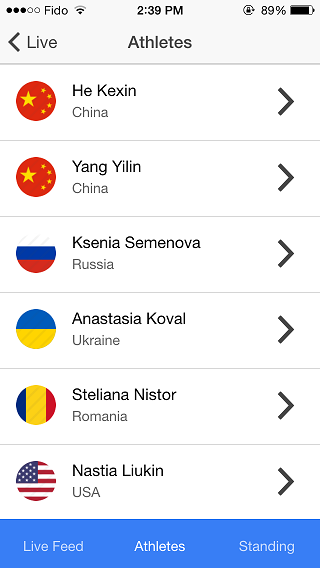 Fido 2:39 PM 89%
Live Athletes
He Kexin
China
Yang Yilin
China
Ksenia Semenova
Russia
Anastasia Koval
Ukraine
Steliana Nistor
Romania
Nastia Liukin
USA
Live Feed Athletes Standing